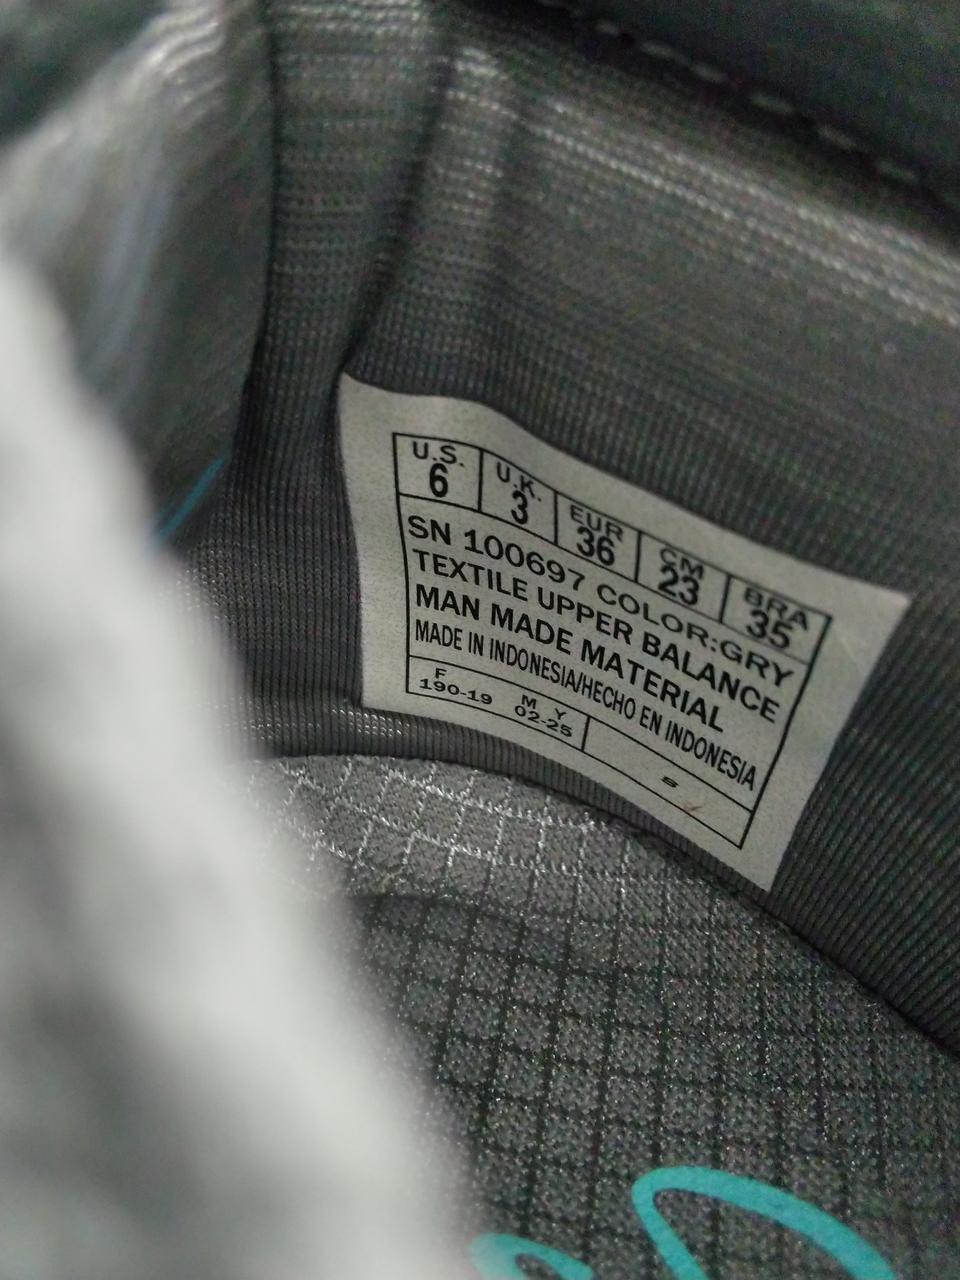 U.S. U.K. EUR CM BRA
6 3 36 23 35
SN 100697 COLOR:GRY
TEXTILE UPPER BALANCE
MAN MADE MATERIAL
MADE IN INDONESIA/HECHO EN INDONESIA
F M Y
190-19 02-25 S